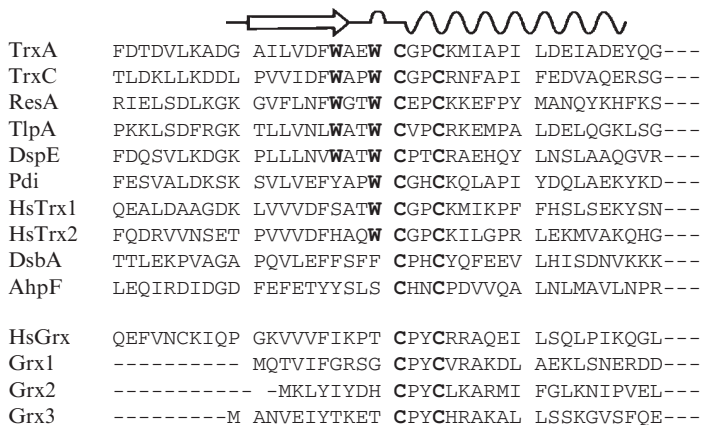 TrxA FDTDVLKADG AILVDFWAEW CGPCKMIAPI LDEIADEYQG---
TrxC TLDKLLKDDL PVVIDFWAPW CGPCRNFAPI FEDVAQERSG---
ResA RIELSDLKGK GVFLNFWGTW CEPCKKEFPY MANQYKHFKS---
TlpA PKKLSDFRGK TLLVNLWATW CVPCRKEMPA LDELQGKLSG---
DspE FDQSVLKDGK PLLLNVWATW CPTCRAEHQY LNSLAAQGVR---
Pdi FESVALDKSK SVLVEFYAPW CGHCKQLAPI YDQLAEKYKD---
HsTrx1 QEALDAAGDK LVVVDFSATW CGPCKMIKPF FHSLSEKYSN---
HsTrx2 FQDRVVNSET PVVVDFHAQW CGPCKILGPR LEKMVAKQHG---
DsbA TTLEKPVAGA PQVLEFFSFF CPHCYQFEEV LHISDNVKKK---
AhpF LEQIRDIDGD FEFETYYSLS CHNCPDVVQA LNLMAVLNPR---
HsGrx QEFVNCKIQP GKVVVFIKPT CPYCRRAQEI LSQLPIKQGL---
Grx1 ---------- MQTVIFGRSG CPYCVRAKDL AEKLSNERDD---
Grx2 ---------- -MKLYIYDH CPYCLKARMI FGLKNIPVEL---
Grx3 ---------M ANVEIYTKET CPYCHRAKAL LSSKGVSFQE---